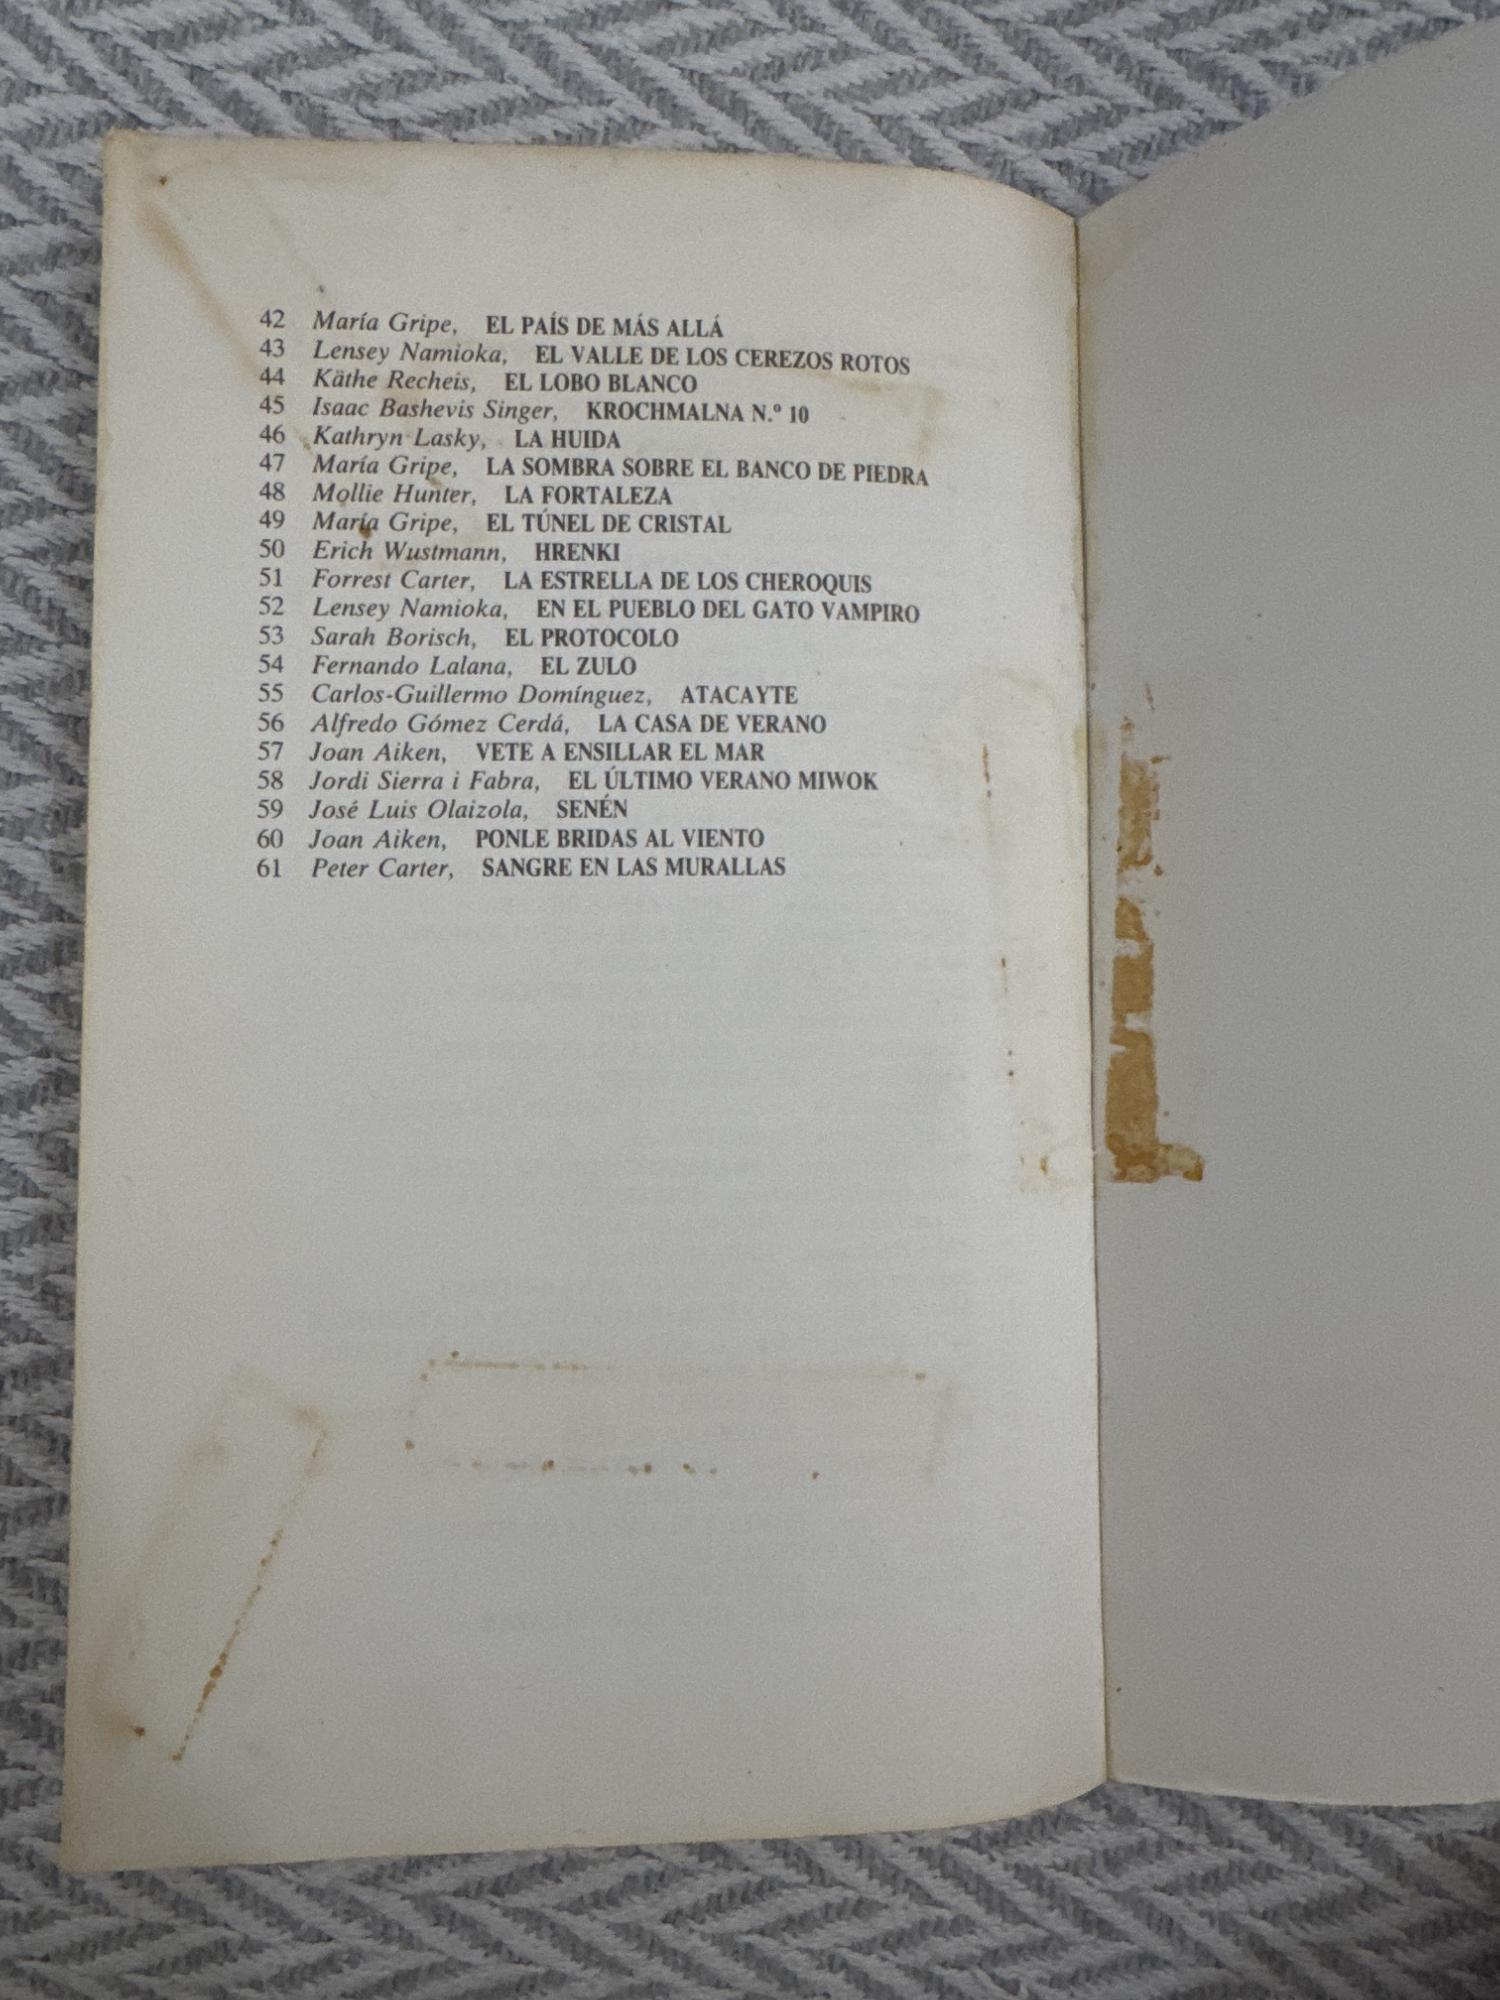 42 María Gripe, EL PAÍS DE MÁS ALLÁ
43 Lensey Namioka, EL VALLE DE LOS CEREZOS ROTOS
44 Käthe Recheis, EL LOBO BLANCO
45 Isaac Bashevis Singer, KROCHMALNA N.º 10
46 Kathryn Lasky, LA HUIDA
47 María Gripe, LA SOMBRA SOBRE EL BANCO DE PIEDRA
48 Mollie Hunter, LA FORTALEZA
49 María Gripe, EL TÚNEL DE CRISTAL
50 Erich Wustmann, HRENKI
51 Forrest Carter, LA ESTRELLA DE LOS CHEROQUIS
52 Lensey Namioka, EN EL PUEBLO DEL GATO VAMPIRO
53 Sarah Borisch, EL PROTOCOLO
54 Fernando Lalana, EL ZULO
55 Carlos-Guillermo Domínguez, ATACAYTE
56 Alfredo Gómez Cerdá, LA CASA DE VERANO
57 Joan Aiken, VETE A ENSILLAR EL MAR
58 Jordi Sierra i Fabra, EL ÚLTIMO VERANO MIWOK
59 José Luis Olaizola, SENÉN
60 Joan Aiken, PONLE BRIDAS AL VIENTO
61 Peter Carter, SANGRE EN LAS MURALLAS